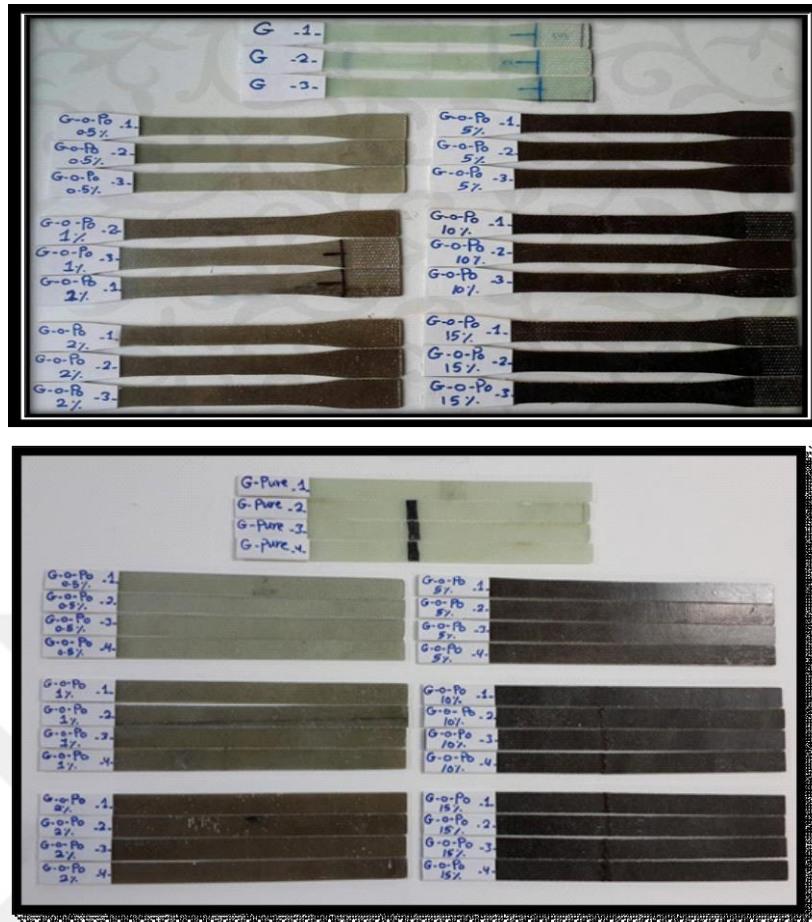 G -1-
G -2-
G -3-
G-o-Po -1-
0.5%
G-o-Po -2-
0.5%
G-o-Po -3-
0.5%
G-o-Po -2-
1%
G-o-Po -3-
1%
G-o-Po -1-
2%
G-o-Po -1-
2%
G-o-Po -2-
2%
G-o-Po -3-
2%
G-o-Po -1-
5%
G-o-Po -2-
5%
G-o-Po -3-
5%
G-o-Po -1-
10%
G-o-Po -2-
10%
G-o-Po -3-
10%
G-o-Po -1-
15%
G-o-Po -2-
15%
G-o-Po -3-
15%
G-Pure -1
G-Pure -2-
G-Pure -3-
G-Pure -4-
G-o-Po -1-
0.5%
G-o-Po -2-
0.5%
G-o-Po -3
0.5%
G-o-Po -4
0.5%
G-o-Po -1-
1%
G-o-Po -2
1%
G-o-Po -3-
1%
G-o-Po -4-
1%
G-o-Po -1-
2%
G-o-Po -2-
2%
G-o-Po -3-
2%
G-o-Po -4-
2%
G-o-Po -1
5%
G-o-Po -2-
5%
G-o-Po -3-
5%
G-o-Po -4
5%
G-o-Po -1-
10%
G-o-Po -2
10%
G-o-Po -3-
10%
G-o-Po -4
10%
G-o-Po -1-
15%
G-o-Po -2-
15%
G-o-Po -3-
15%
G-o-Po -4
15%